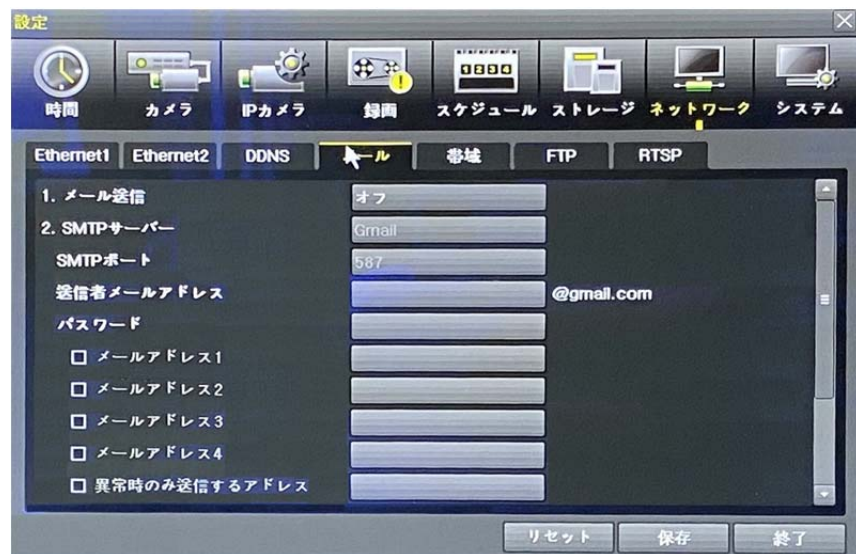 設定
1234
時間 カメラ IPカメラ 録画 スケジュール ストレージ ネットワーク システム
Ethernet1 Ethernet2 DDNS メール 帯域 FTP RTSP
1. メール送信 オフ
2. SMTPサーバー Gmail
SMTPポート 587
送信者メールアドレス @gmail.com
パスワード
メールアドレス1
メールアドレス2
メールアドレス3
メールアドレス4
異常時のみ送信するアドレス
リセット 保存 終了